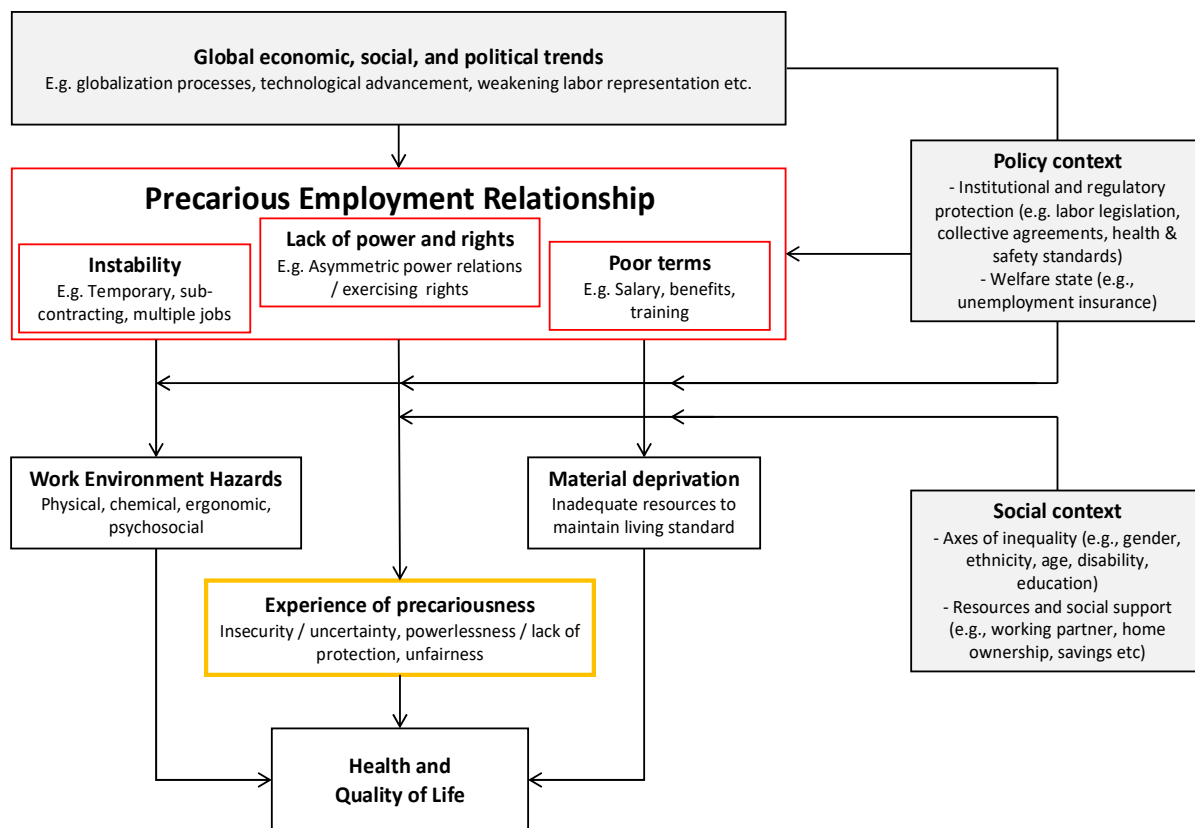 Global economic, social, and political trends
E.g. globalization processes, technological advancement, weakening labor representation etc.
Precarious Employment Relationship
Instability
E.g. Temporary, sub-
contracting, multiple jobs
Lack of power and rights
E.g. Asymmetric power relations
/ exercising rights
Poor terms
E.g. Salary, benefits,
training
Policy context
- Institutional and regulatory
protection (e.g. labor legislation,
collective agreements, health &
safety standards)
- Welfare state (e.g.,
unemployment insurance)
Work Environment Hazards
Physical, chemical, ergonomic,
psychosocial
Material deprivation
Inadequate resources to
maintain living standard
Social context
- Axes of inequality (e.g., gender,
ethnicity, age, disability,
education)
- Resources and social support
(e.g., working partner, home
ownership, savings etc)
Experience of precariousness
Insecurity / uncertainty, powerlessness / lack of
protection, unfairness
Health and
Quality of Life